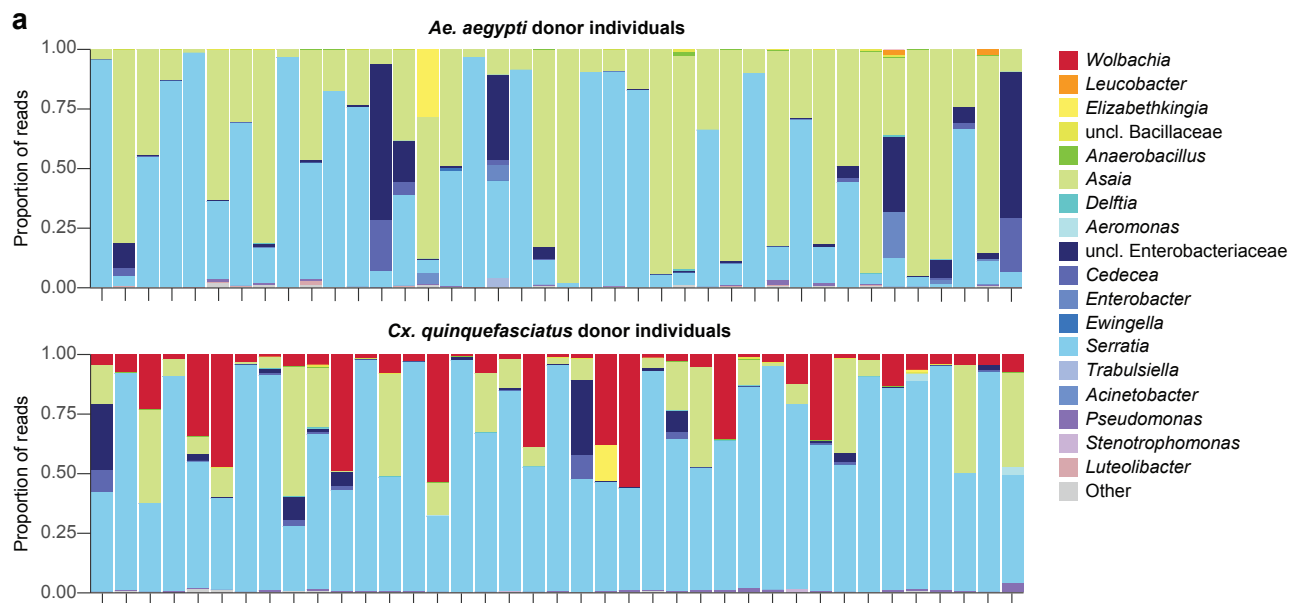 a
Ae. aegypti donor individuals
Proportion of reads
1.00
0.75
0.50
0.25
0.00
Cx. quinquefasciatus donor individuals
Proportion of reads
1.00
0.75
0.50
0.25
0.00
Wolbachia
Leucobacter
Elizabethkingia
uncl. Bacillaceae
Anaerobacillus
Asaia
Delftia
Aeromonas
uncl. Enterobacteriaceae
Cedecea
Enterobacter
Ewingella
Serratia
Trabulsiella
Acinetobacter
Pseudomonas
Stenotrophomonas
Luteolibacter
Other